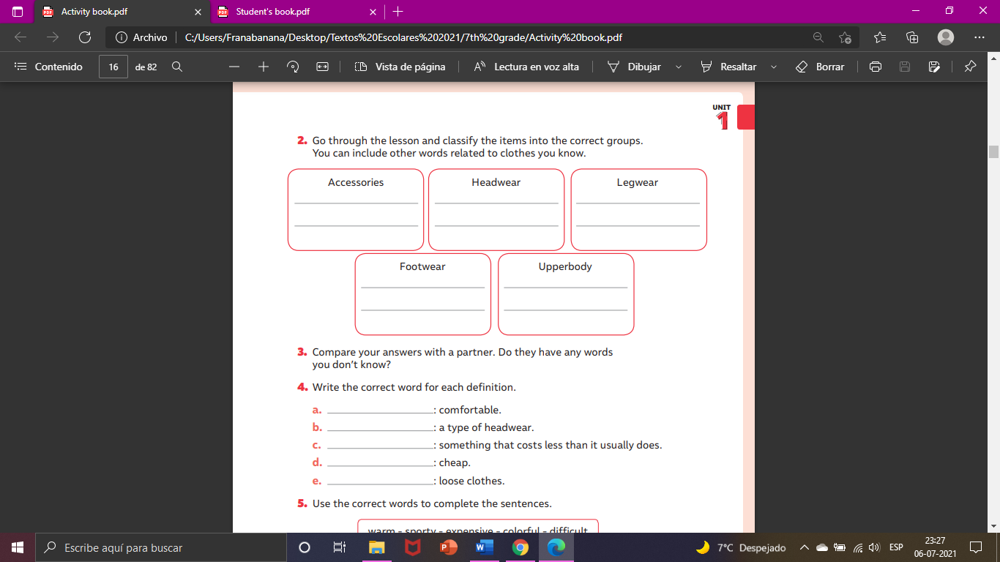 Activity book.pdf
Student's book.pdf
Archivo
C:/Users/Franabanana/Desktop/Textos%20Escolares%202021/7th%20grade/Activity%20book.pdf
Contenido
16
de 82
Vista de página
Lectura en voz alta
Dibujar
Resaltar
Borrar
UNIT
1
2. Go through the lesson and classify the items into the correct groups.
You can include other words related to clothes you know.
Accessories
Headwear
Legwear
Footwear
Upperbody
3. Compare your answers with a partner. Do they have any words
you don't know?
4. Write the correct word for each definition.
a. ____________________: comfortable.
b. ____________________: a type of headwear.
c. ____________________: something that costs less than it usually does.
d. ____________________: cheap.
e. ____________________: loose clothes.
5. Use the correct words to complete the sentences.
warm - sporty - expensive - colorful - difficult
Escribe aquí para buscar
7°C Despejado
ESP
23:27
06-07-2021